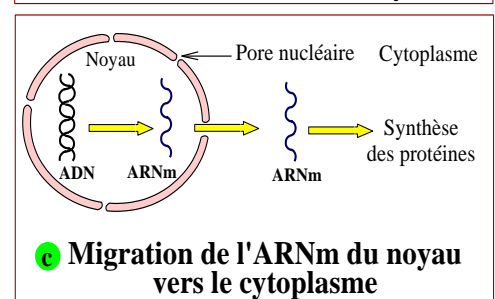 Noyau
Pore nucléaire
Cytoplasme
ADN
ARNm
ARNm
Synthèse
des protéines
c Migration de l'ARNm du noyau
vers le cytoplasme